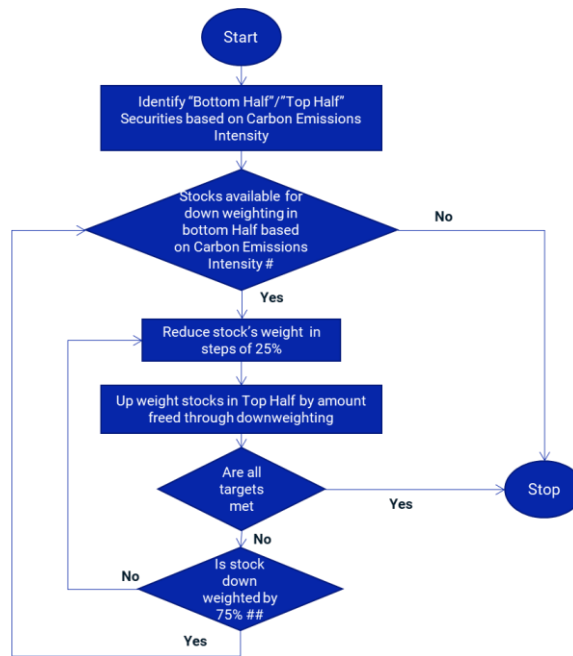 Start
Identify “Bottom Half”/”Top Half”
Securities based on Carbon Emissions
Intensity
Stocks available for
down weighting in
bottom Half based
on Carbon Emissions
Intensity #
No
Yes
Reduce stock’s weight in
steps of 25%
Up weight stocks in Top Half by amount
freed through downweighting
Are all
targets
met
Stop
Yes
No
Is stock
down
weighted by
75% ##
No
Yes